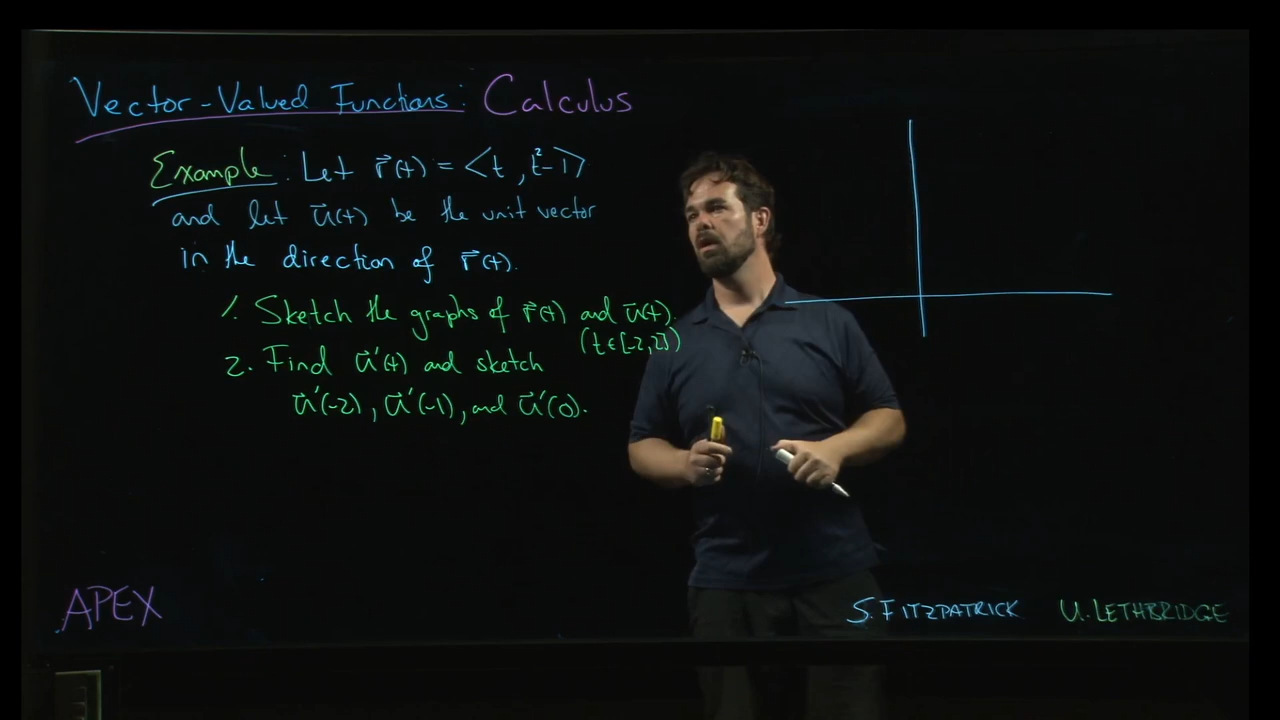 Vector-Valued Functions: Calculus
Example: Let r⃗(t) = <t, t²-1>
and let u⃗(t) be the unit vector
in the direction of r⃗(t).
1. Sketch the graphs of r⃗(t) and u⃗(t).
(t ∈ [-2,2])
2. Find u⃗'(t) and sketch
u⃗'(-2), u⃗'(-1), and u⃗'(0).
APEX
S. FITZPATRICK U. LETHBRIDGE